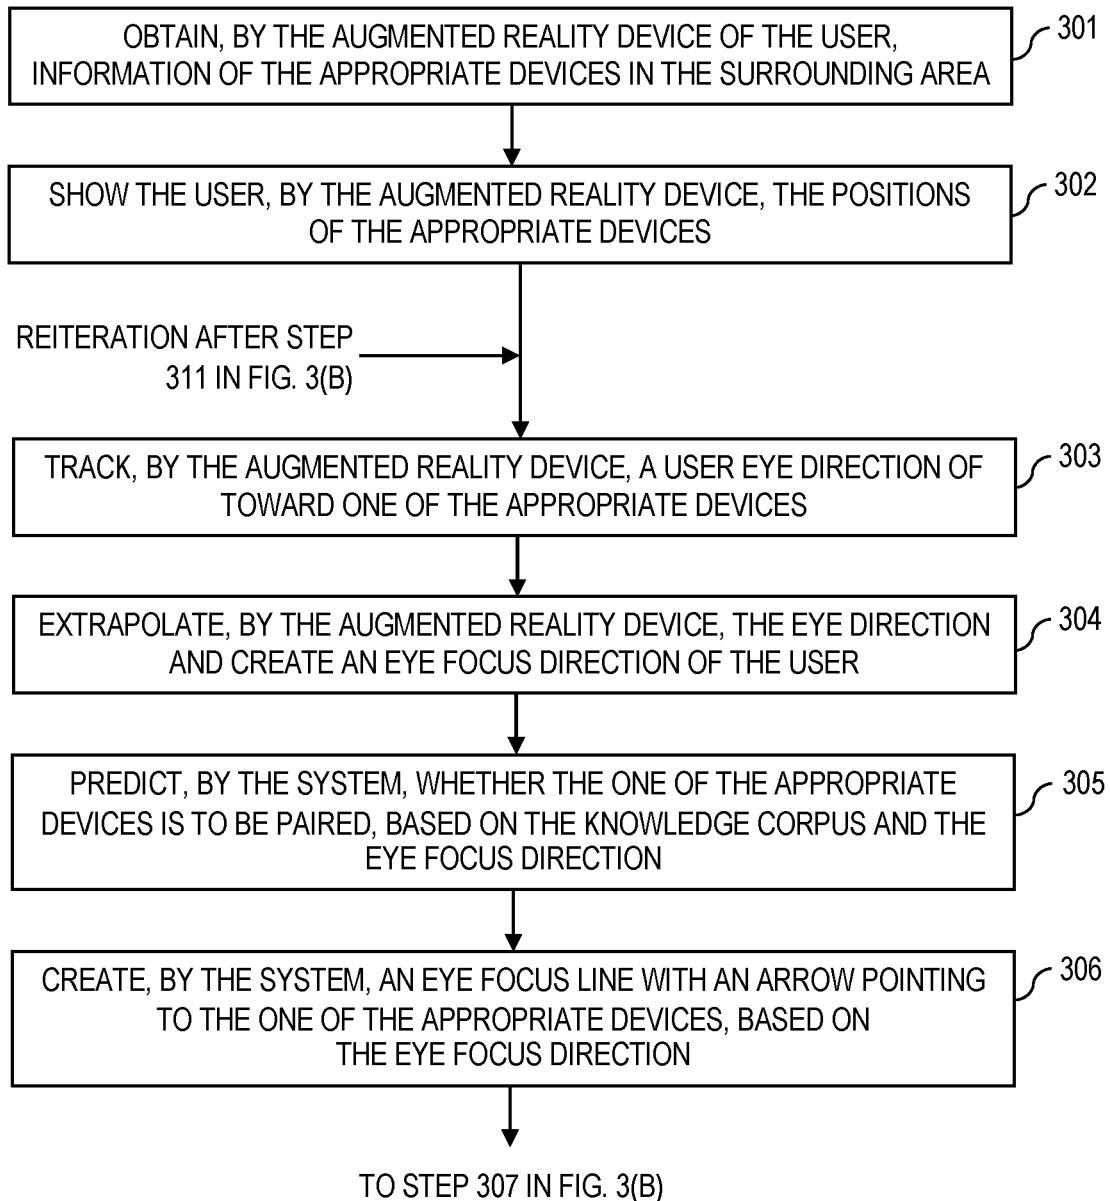 OBTAIN, BY THE AUGMENTED REALITY DEVICE OF THE USER,
INFORMATION OF THE APPROPRIATE DEVICES IN THE SURROUNDING AREA
301
SHOW THE USER, BY THE AUGMENTED REALITY DEVICE, THE POSITIONS
OF THE APPROPRIATE DEVICES
302
REITERATION AFTER STEP
311 IN FIG. 3(B)
TRACK, BY THE AUGMENTED REALITY DEVICE, A USER EYE DIRECTION OF
TOWARD ONE OF THE APPROPRIATE DEVICES
303
EXTRAPOLATE, BY THE AUGMENTED REALITY DEVICE, THE EYE DIRECTION
AND CREATE AN EYE FOCUS DIRECTION OF THE USER
304
PREDICT, BY THE SYSTEM, WHETHER THE ONE OF THE APPROPRIATE
DEVICES IS TO BE PAIRED, BASED ON THE KNOWLEDGE CORPUS AND THE
EYE FOCUS DIRECTION
305
CREATE, BY THE SYSTEM, AN EYE FOCUS LINE WITH AN ARROW POINTING
TO THE ONE OF THE APPROPRIATE DEVICES, BASED ON
THE EYE FOCUS DIRECTION
306
TO STEP 307 IN FIG. 3(B)